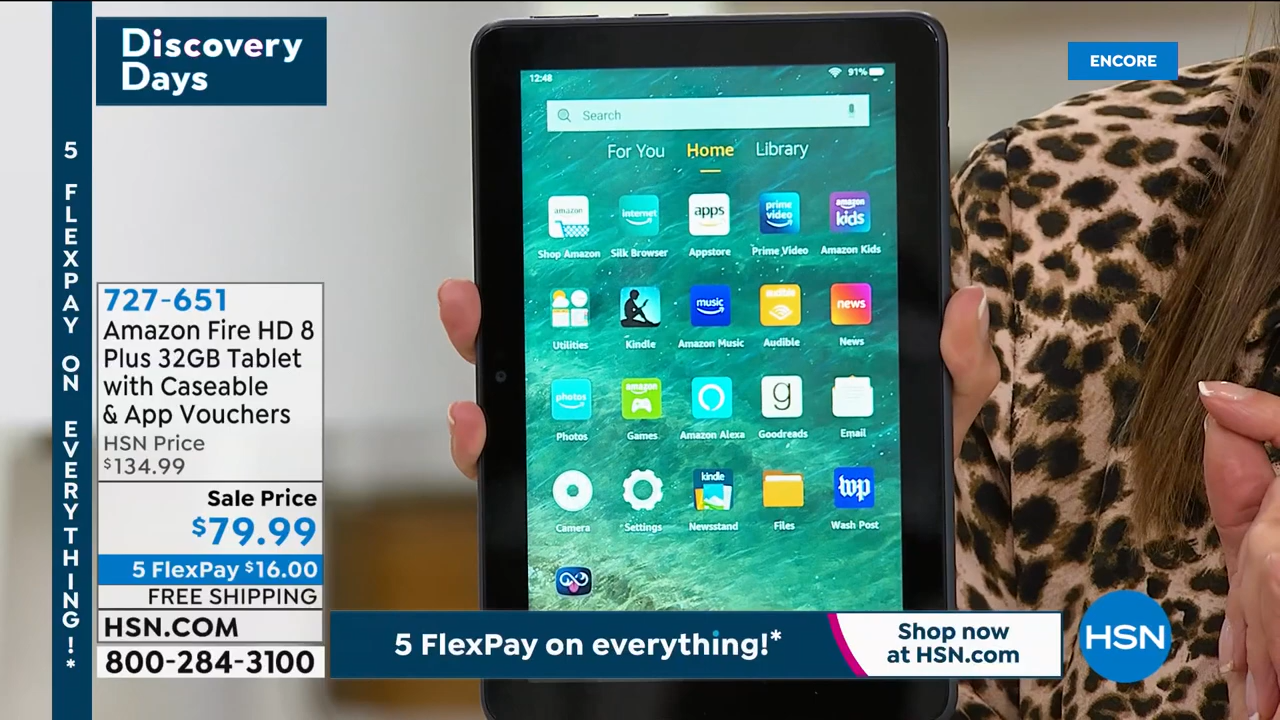 Discovery
Days
ENCORE
5 FLEXPAY ON EVERYTHING!*
727-651
Amazon Fire HD 8
Plus 32GB Tablet
with Caseable
& App Vouchers
HSN Price
$134.99
Sale Price
$79.99
5 FlexPay $16.00
FREE SHIPPING
HSN.COM
800-284-3100
12:48
91%
Search
For You Home Library
amazon internet apps prime video amazon kids
Shop Amazon Silk Browser Appstore Prime Video Amazon Kids
music audible news
Utilities Kindle Amazon Music Audible News
photos amazon g
Photos Games Amazon Alexa Goodreads Email
kindle wp
Camera Settings Newsstand Files Wash Post
5 FlexPay on everything!*
Shop now
at HSN.com
HSN